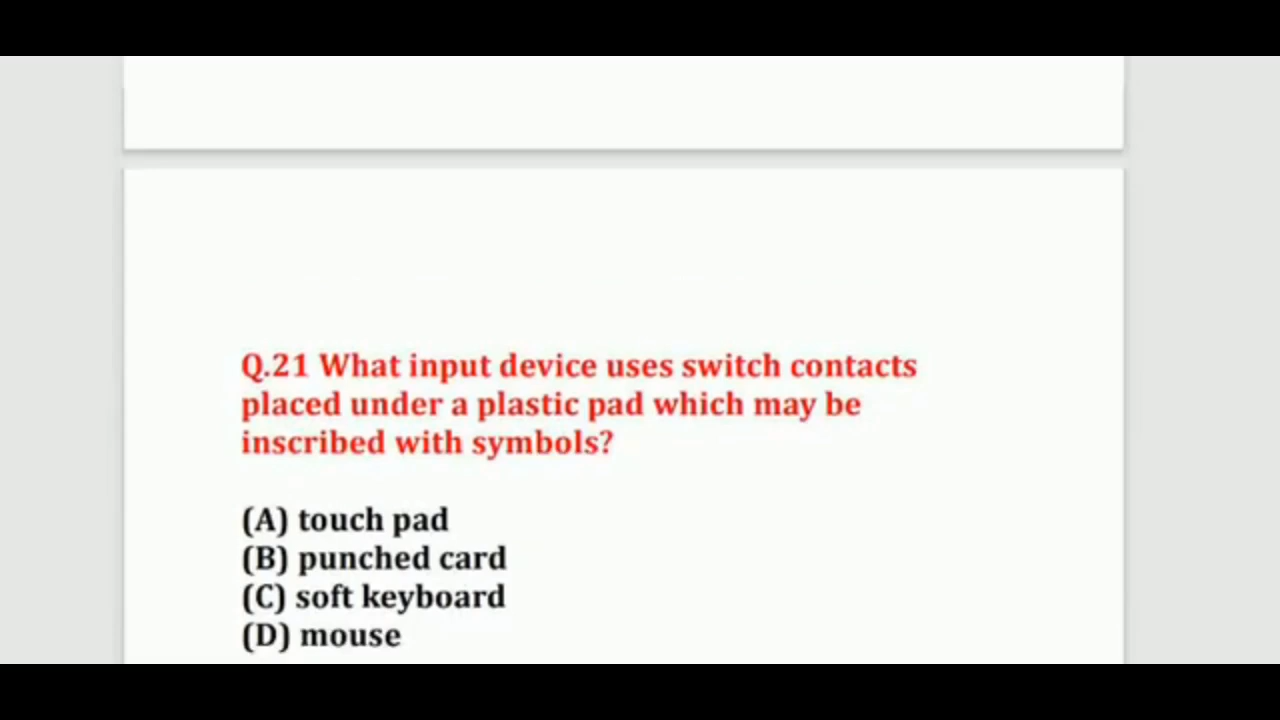 Q.21 What input device uses switch contacts
placed under a plastic pad which may be
inscribed with symbols?
(A) touch pad
(B) punched card
(C) soft keyboard
(D) mouse